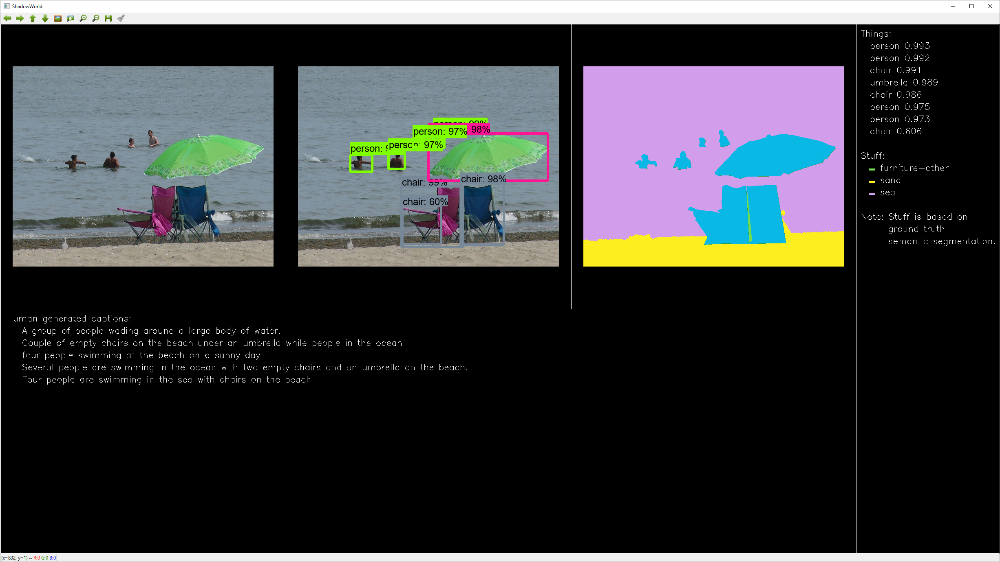 ShadowWorld
person: 99%
98%
person: 97%
person: 97%
person: 9
chair: 99%
chair: 98%
chair: 60%
Things:
person 0.993
person 0.992
chair 0.991
umbrella 0.989
chair 0.986
person 0.975
person 0.973
chair 0.606
Stuff:
furniture-other
sand
sea
Note: Stuff is based on
ground truth
semantic segmentation.
Human generated captions:
A group of people wading around a large body of water.
Couple of empty chairs on the beach under an umbrella while people in the ocean
four people swimming at the beach on a sunny day
Several people are swimming in the ocean with two empty chairs and an umbrella on the beach.
Four people are swimming in the sea with chairs on the beach.
(x=832, y=1) ~ R:0 G:0 B:0